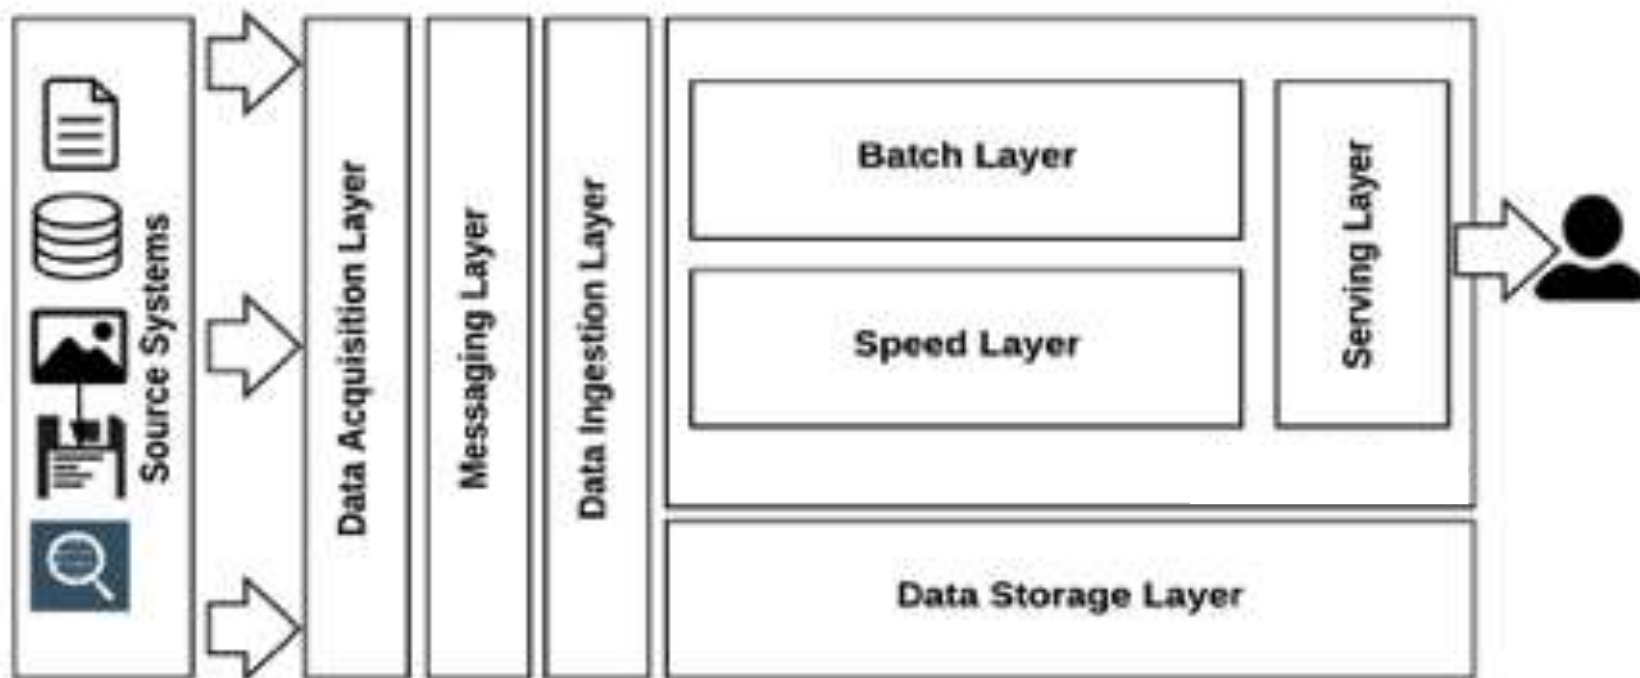 Source Systems
Data Acquisition Layer
Messaging Layer
Data Ingestion Layer
Batch Layer
Speed Layer
Serving Layer
Data Storage Layer